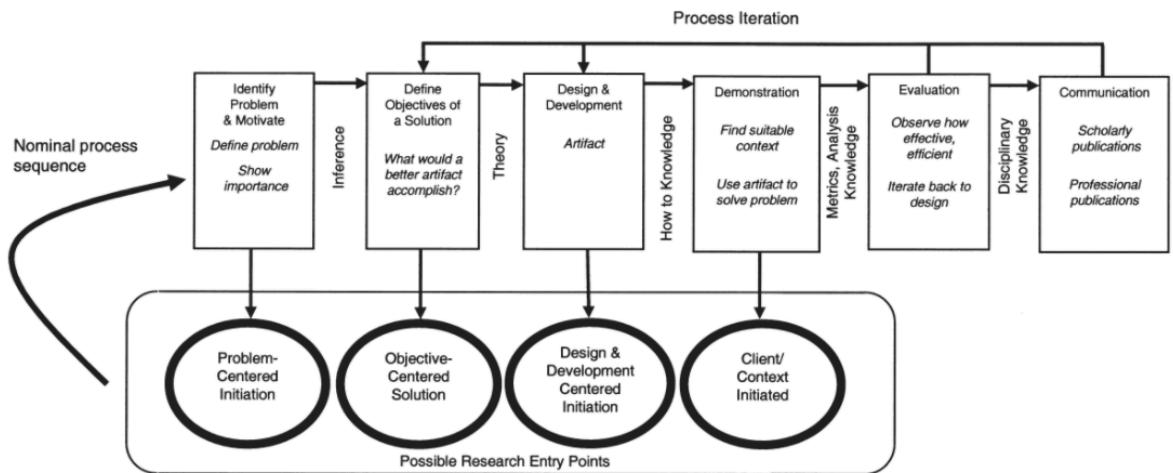 Process Iteration
Nominal process
sequence
Identify
Problem
& Motivate
Define problem
Show
importance
Inference
Define
Objectives of
a Solution
What would a
better artifact
accomplish?
Theory
Design &
Development
Artifact
How to Knowledge
Demonstration
Find suitable
context
Use artifact to
solve problem
Metrics, Analysis
Knowledge
Evaluation
Observe how
effective,
efficient
Iterate back to
design
Disciplinary
Knowledge
Communication
Scholarly
publications
Professional
publications
Problem-
Centered
Initiation
Objective-
Centered
Solution
Design &
Development
Centered
Initiation
Client/
Context
Initiated
Possible Research Entry Points